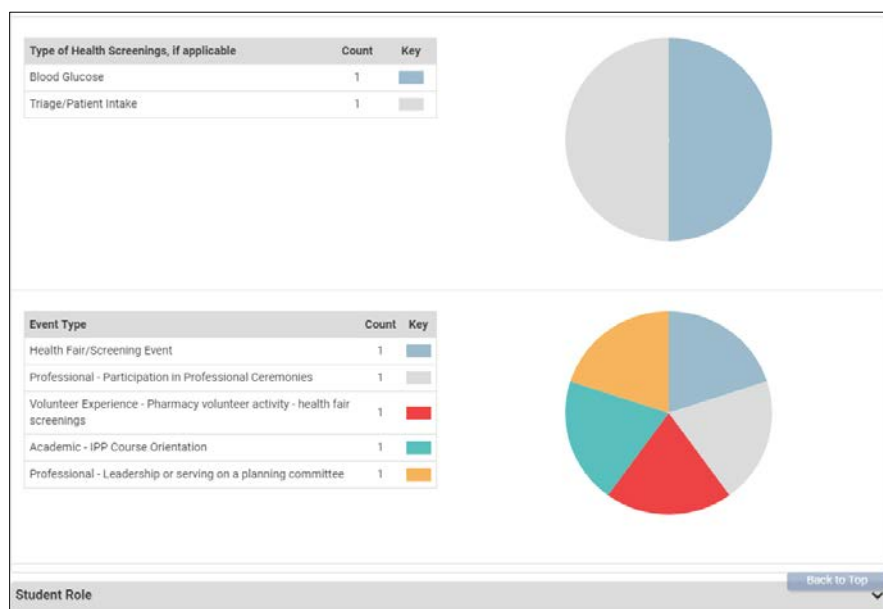 Type of Health Screenings, if applicable Count Key
Blood Glucose 1
Triage/Patient Intake 1
Event Type Count Key
Health Fair/Screening Event 1
Professional - Participation in Professional Ceremonies 1
Volunteer Experience - Pharmacy volunteer activity - health fair
screenings 1
Academic - IPP Course Orientation 1
Professional - Leadership or serving on a planning committee 1
Back to Top
Student Role